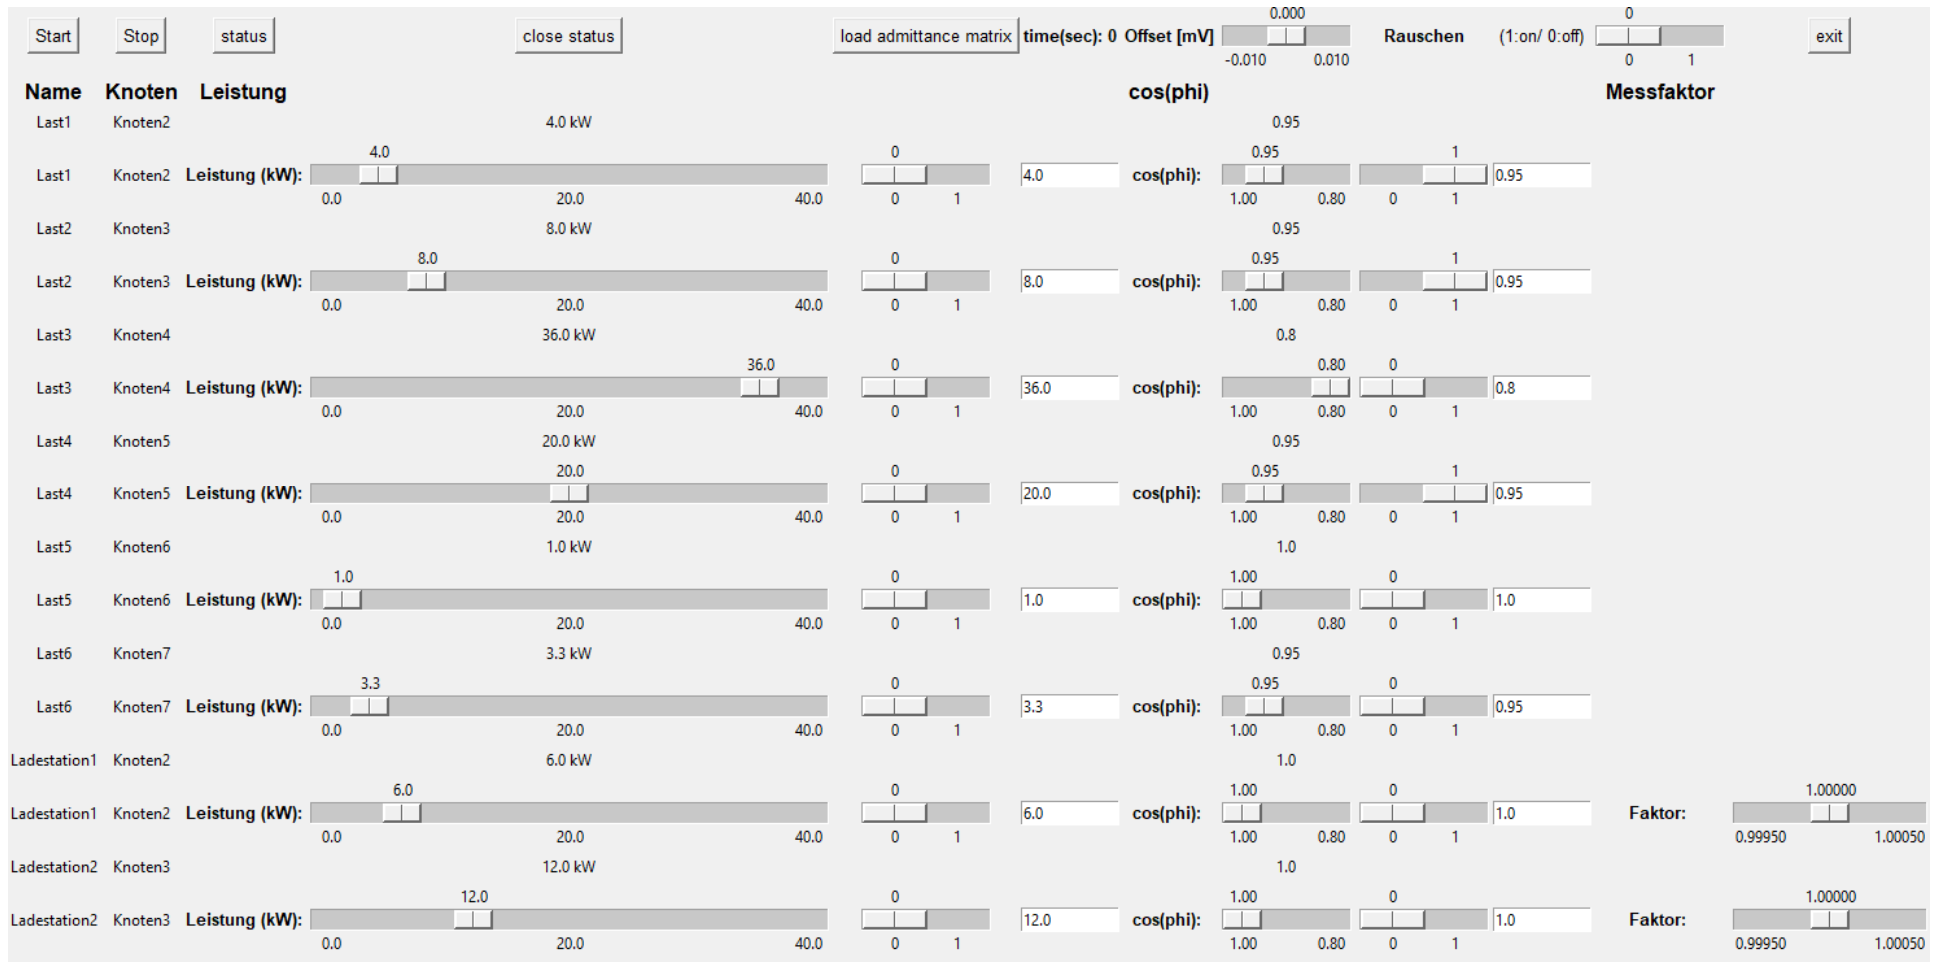 0.000 0
Start Stop status close status load admittance matrix time(sec): 0 Offset [mV] Rauschen (1:on/ 0:off) exit
-0.010 0.010 0 1
Name Knoten Leistung cos(phi) Messfaktor
Last1 Knoten2 4.0 kW 0.95
4.0 0 0.95 1
Last1 Knoten2 Leistung (kW): 4.0 cos(phi): 0.95
0.0 20.0 40.0 0 1 1.00 0.80 0 1
Last2 Knoten3 8.0 kW 0.95
8.0 0 0.95 1
Last2 Knoten3 Leistung (kW): 8.0 cos(phi): 0.95
0.0 20.0 40.0 0 1 1.00 0.80 0 1
Last3 Knoten4 36.0 kW 0.8
36.0 0 0.80 0
Last3 Knoten4 Leistung (kW): 36.0 cos(phi): 0.8
0.0 20.0 40.0 0 1 1.00 0.80 0 1
Last4 Knoten5 20.0 kW 0.95
20.0 0 0.95 1
Last4 Knoten5 Leistung (kW): 20.0 cos(phi): 0.95
0.0 20.0 40.0 0 1 1.00 0.80 0 1
Last5 Knoten6 1.0 kW 1.0
1.0 0 1.00 0
Last5 Knoten6 Leistung (kW): 1.0 cos(phi): 1.0
0.0 20.0 40.0 0 1 1.00 0.80 0 1
Last6 Knoten7 3.3 kW 0.95
3.3 0 0.95 0
Last6 Knoten7 Leistung (kW): 3.3 cos(phi): 0.95
0.0 20.0 40.0 0 1 1.00 0.80 0 1
Ladestation1 Knoten2 6.0 kW 1.0
6.0 0 1.00 0 1.00000
Ladestation1 Knoten2 Leistung (kW): 6.0 cos(phi): 1.0 Faktor:
0.0 20.0 40.0 0 1 1.00 0.80 0 1 0.99950 1.00050
Ladestation2 Knoten3 12.0 kW 1.0
12.0 0 1.00 0 1.00000
Ladestation2 Knoten3 Leistung (kW): 12.0 cos(phi): 1.0 Faktor:
0.0 20.0 40.0 0 1 1.00 0.80 0 1 0.99950 1.00050